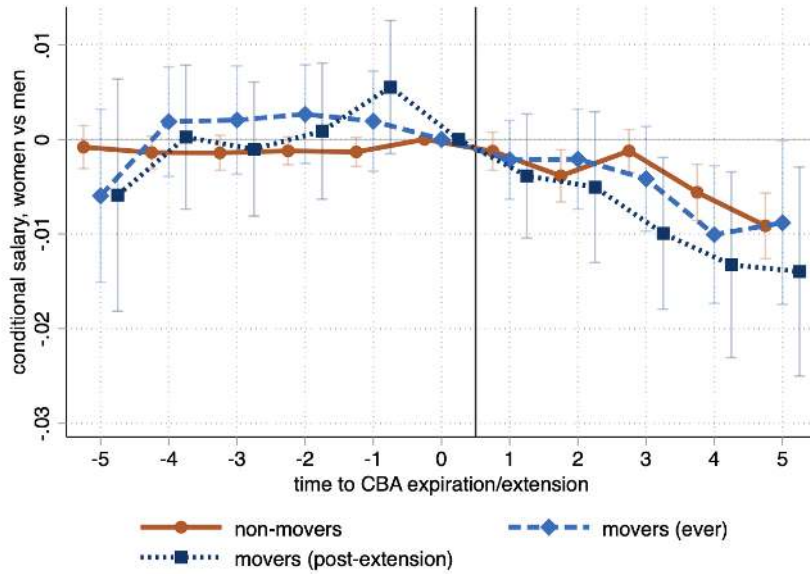 .01
0
-.01
-.02
-.03
conditional salary, women vs men
-5 -4 -3 -2 -1 0 1 2 3 4 5
time to CBA expiration/extension
non-movers movers (ever)
movers (post-extension)